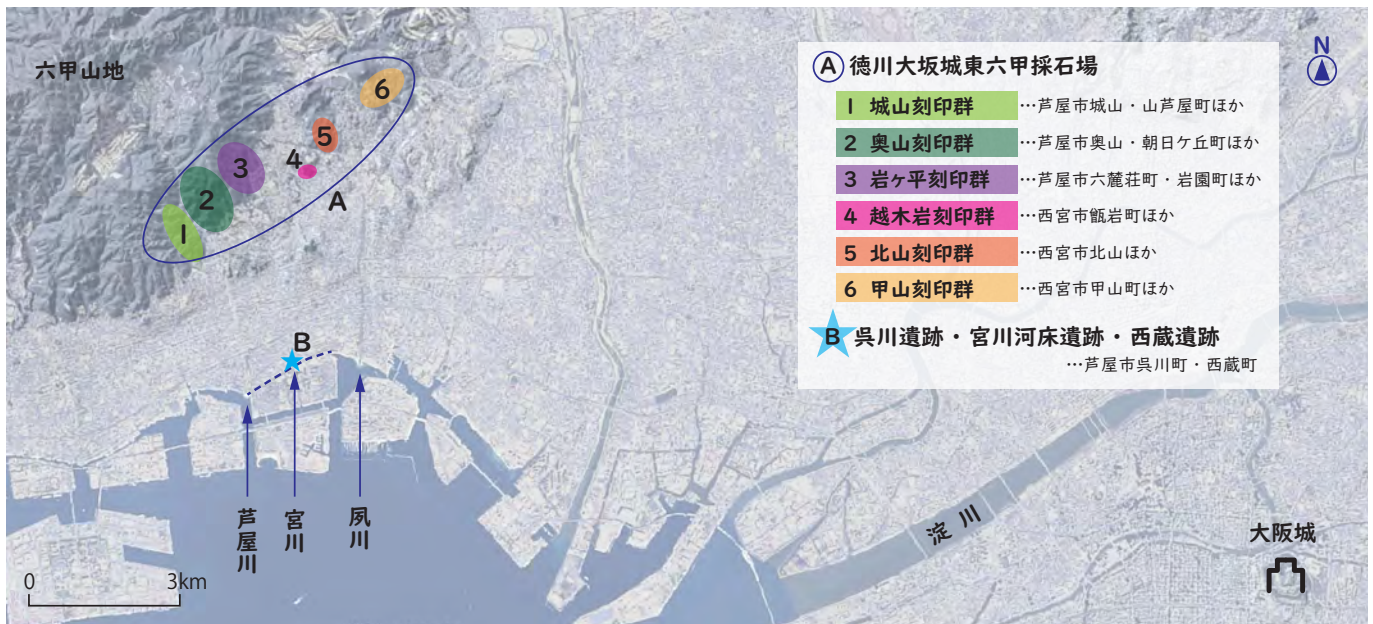 六甲山地
6
5
4
3
2
1
A
B
芦屋川
宮川
夙川
0 3km
淀川
大阪城
N
A 徳川大坂城東六甲採石場
1 城山刻印群 …芦屋市城山・山芦屋町ほか
2 奥山刻印群 …芦屋市奥山・朝日ケ丘町ほか
3 岩ヶ平刻印群 …芦屋市六麓荘町・岩園町ほか
4 越木岩刻印群 …西宮市甑岩町ほか
5 北山刻印群 …西宮市北山ほか
6 甲山刻印群 …西宮市甲山町ほか
B 呉川遺跡・宮川河床遺跡・西蔵遺跡
…芦屋市呉川町・西蔵町